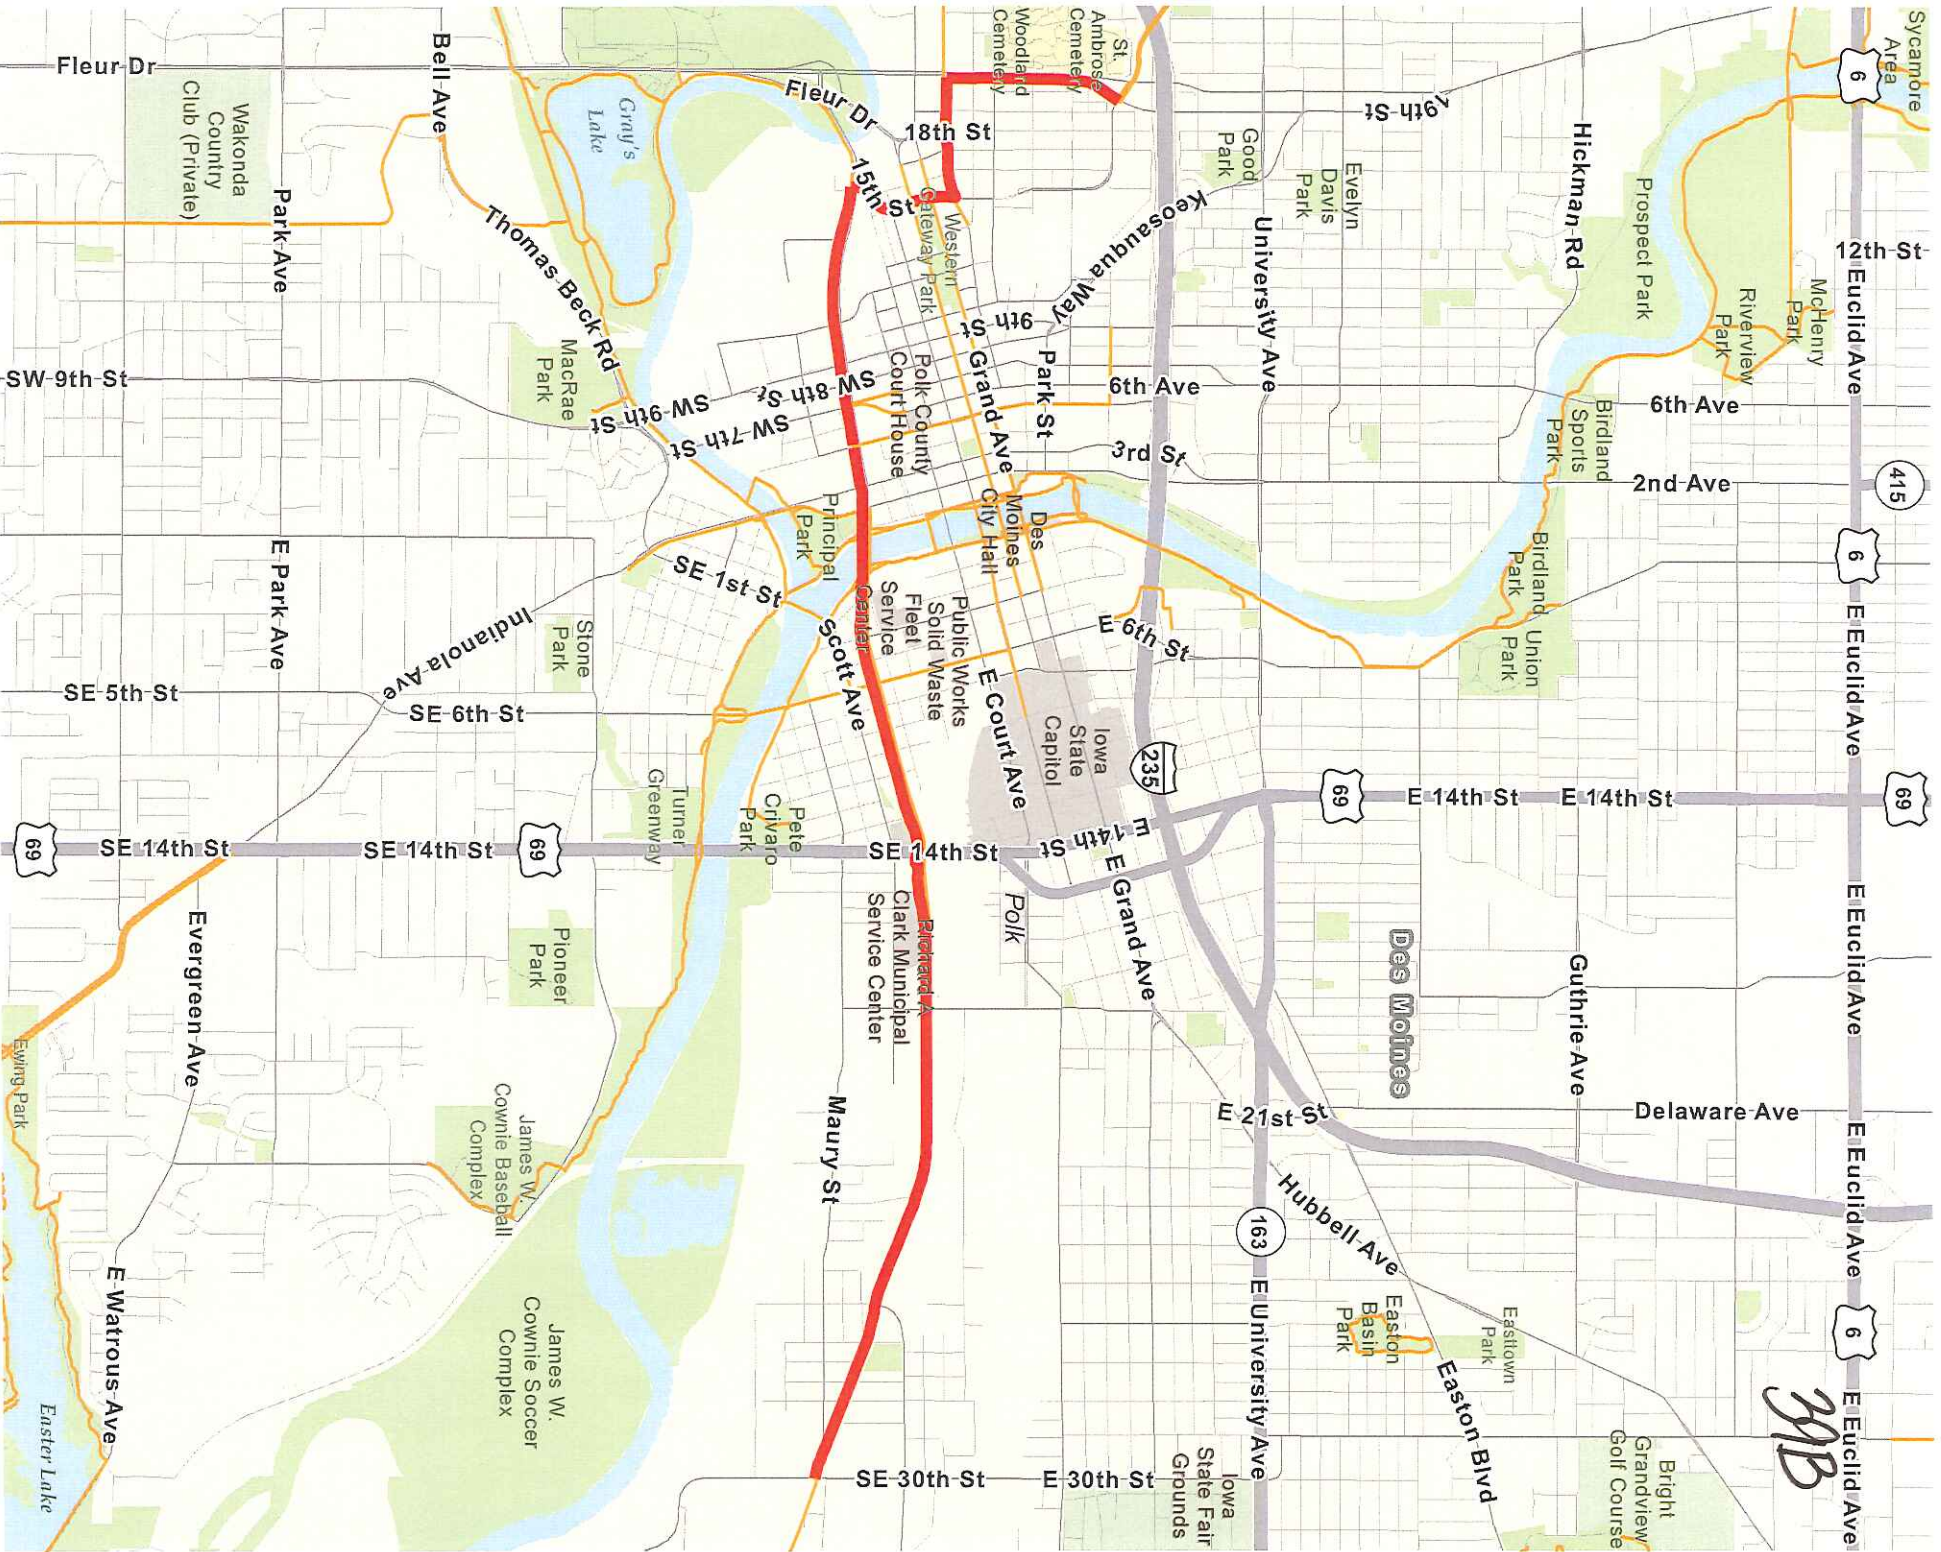 Sycamore
Area
6
St.
Ambrose
Cemetery
Woodland
Cemetery
Bell Ave
Fleur Dr
Wakonda
Country
Club (Private)
Gray's
Lake
Fleur Dr
18th St
19th St
Hickman Rd
Good
Park
Evelyn
Davis
Park
Prospect Park
12th St
15th St
Western
Gateway Park
Keosauqua Way
University Ave
McHenry
Park
Riverview
Park
E Euclid Ave
Park Ave
Thomas Beck Rd
9th St
Grand Ave
Park St
6th Ave
6th Ave
SW 9th St
MacRae
Park
SW 9th St
SW 8th St
SW 7th St
Polk County
Court House
3rd St
2nd Ave
415
Birdland
Sports
Park
Principal
Park
Des
Moines
City Hall
Birdland
Park
Union
Park
6
E Park Ave
SE 1st St
Indianola Ave
Stone
Park
Scott Ave
Public Works
Solid Waste
Fleet
Service
Center
E 6th St
E Euclid Ave
SE 5th St
SE 6th St
E Court Ave
Iowa
State
Capitol
235
69
E 14th St
E 14th St
69
Turner
Greenway
Pete
Crivaro
Park
69
SE 14th St
SE 14th St
69
SE 14th St
E 14th St
E Grand Ave
Polk
Richard A
Clark Municipal
Service Center
Des Moines
Guthrie Ave
E Euclid Ave
Evergreen Ave
Pioneer
Park
Ewing Park
James W.
Cownie Baseball
Complex
Maury St
E 21st St
Delaware Ave
E Euclid Ave
Hubbell Ave
163
E Watrous Ave
James W.
Cownie Soccer
Complex
E University Ave
Easton
Basin
Park
Easttown
Park
6
Easton Blvd
Easter Lake
SE 30th St
E 30th St
Iowa
State Fair
Grounds
Bright
Grandview
Golf Course
E Euclid Ave
39B